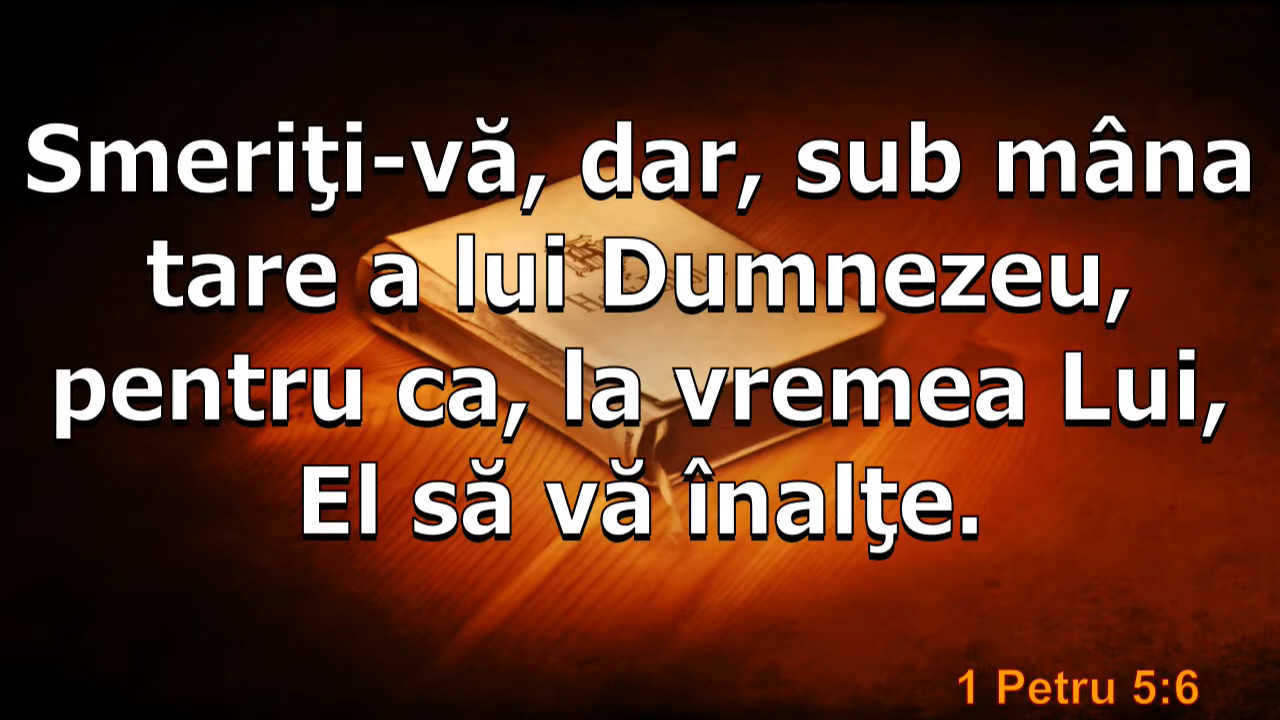 Smeriţi-vă, dar, sub mâna
tare a lui Dumnezeu,
pentru ca, la vremea Lui,
El să vă înalţe.
1 Petru 5:6